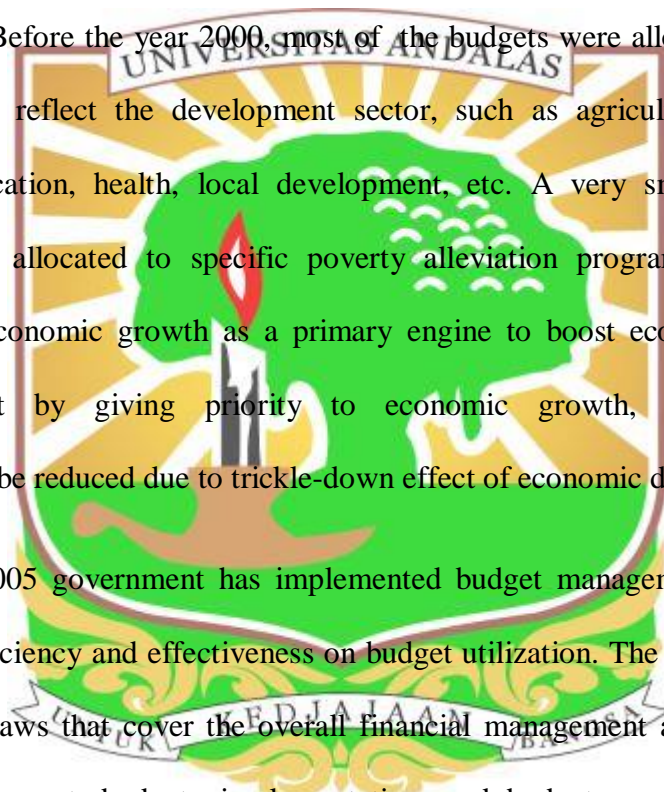 Before the year 2000, most of the budgets were allo
UNIVERSITAS ANDALAS
reflect the development sector, such as agricul
cation, health, local development, etc. A very sm
allocated to specific poverty alleviation program
conomic growth as a primary engine to boost eco
t by giving priority to economic growth,
be reduced due to trickle-down effect of economic d
005 government has implemented budget manager
ciency and effectiveness on budget utilization. The
aws that cover the overall financial management a
UNTUK KEDJAJAAN BANGSA